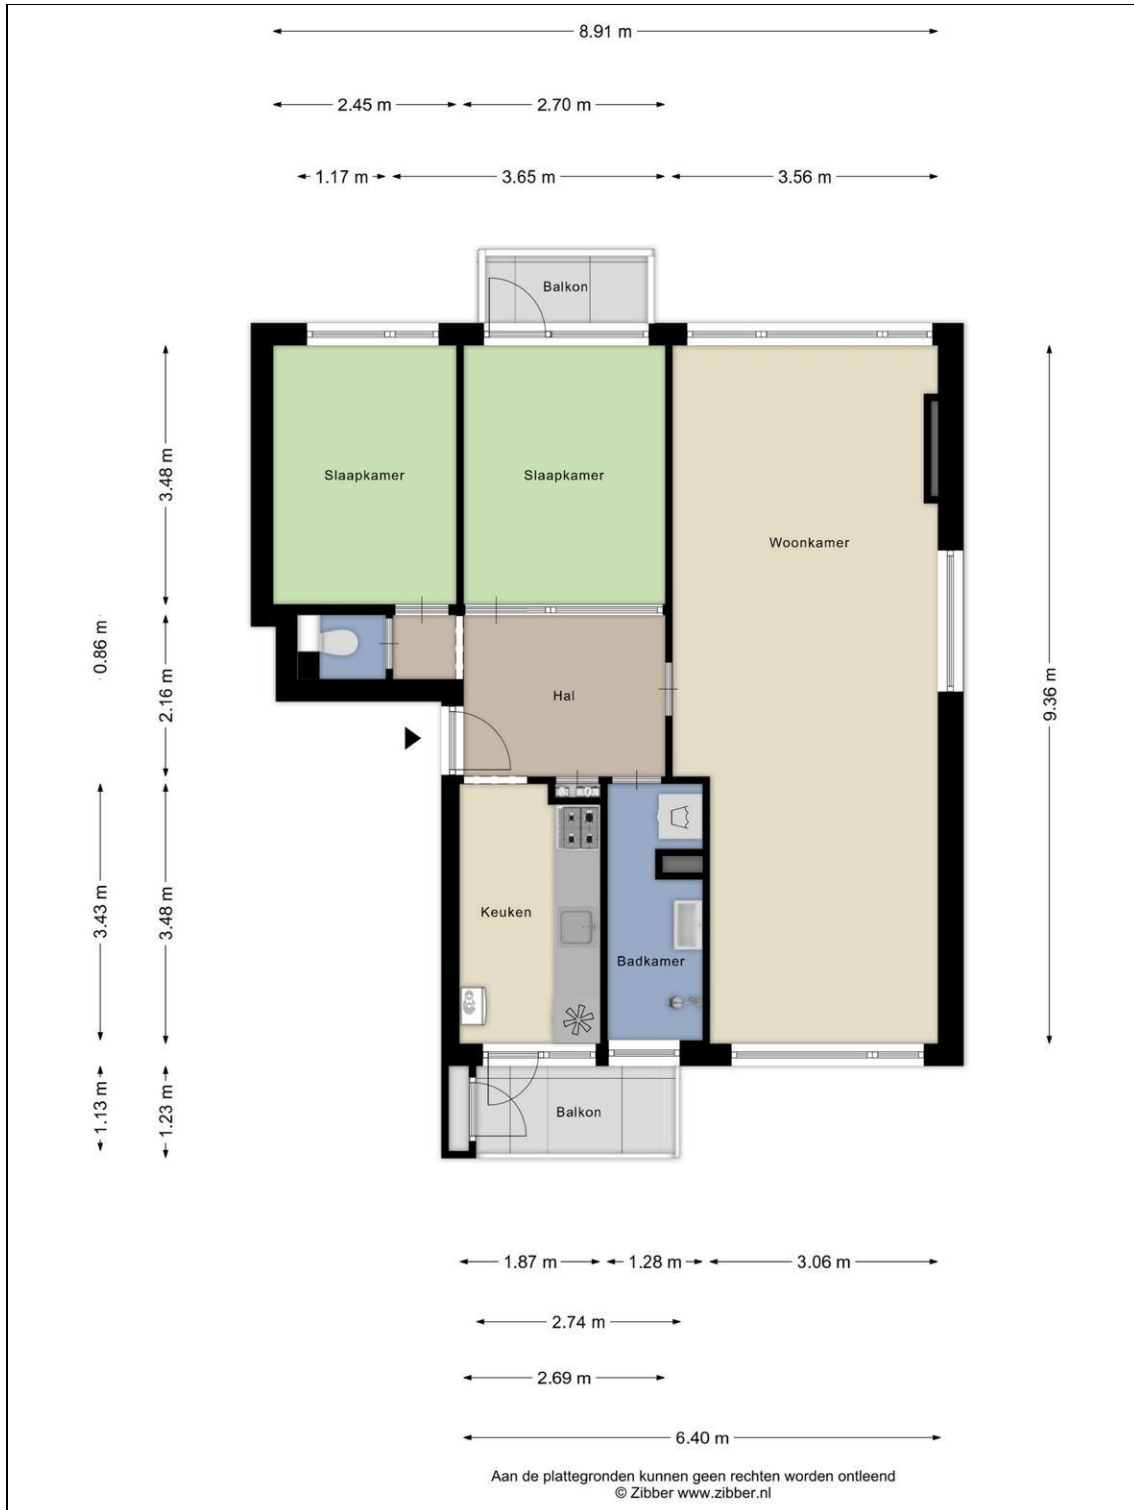 8.91 m
2.45 m
2.70 m
1.17 m
3.65 m
3.56 m
Balkon
Slaapkamer
Slaapkamer
Woonkamer
3.48 m
0.86 m
2.16 m
9.36 m
Hal
Keuken
Badkamer
3.43 m
3.48 m
Balkon
1.13 m
1.23 m
1.87 m
1.28 m
3.06 m
2.74 m
2.69 m
6.40 m
Aan de plattegronden kunnen geen rechten worden ontleend
© Zibber www.zibber.nl